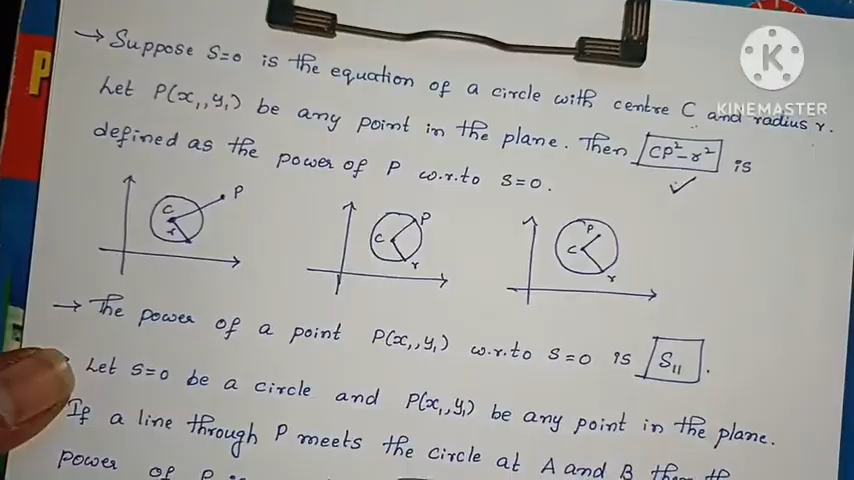 KINEMASTER
→ Suppose S=0 is the equation of a circle with centre C and radius r.
Let P(x₁, y₁) be any point in the plane. Then CP²-r² is
defined as the power of P w.r.to S=0.
C P r
C P r
C P r
→ The power of a point P(x₁, y₁) w.r.to S=0 is S₁₁.
Let S=0 be a circle and P(x₁, y₁) be any point in the plane.
If a line through P meets the circle at A and B then
power of P